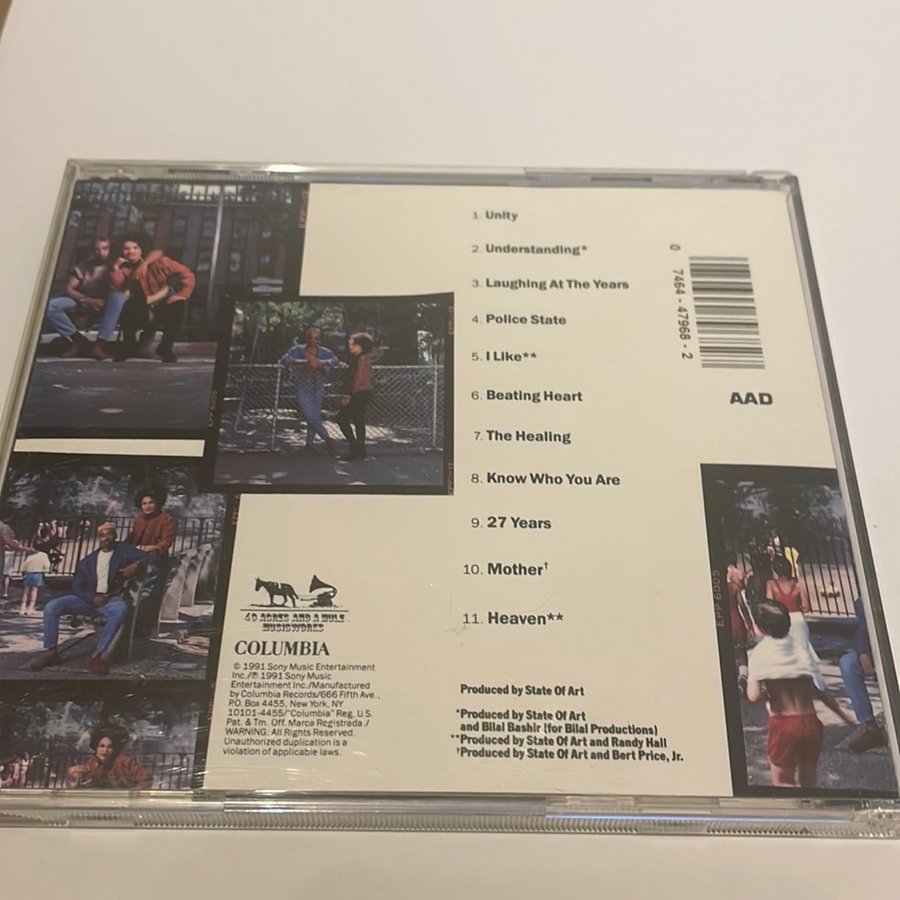 1. Unity
2. Understanding*
3. Laughing At The Years
4. Police State
5. I Like**
6. Beating Heart
7. The Healing
8. Know Who You Are
9. 27 Years
10. Mother†
11. Heaven**
0 7464-47968-2
AAD
40 ACRES AND A MULE
MUSICWORKS
COLUMBIA
© 1991 Sony Music Entertainment
Inc./℗ 1991 Sony Music
Entertainment Inc./Manufactured
by Columbia Records/666 Fifth Ave.,
P.O. Box 4455, New York, NY
10101-4455/"Columbia" Reg. U.S.
Pat. & Tm. Off. Marca Registrada./
WARNING: All Rights Reserved.
Unauthorized duplication is a
violation of applicable laws.
Produced by State Of Art
*Produced by State Of Art
and Bilal Bashir (for Bilal Productions)
**Produced by State Of Art and Randy Hall
†Produced by State Of Art and Bert Price, Jr.
EPP 6005